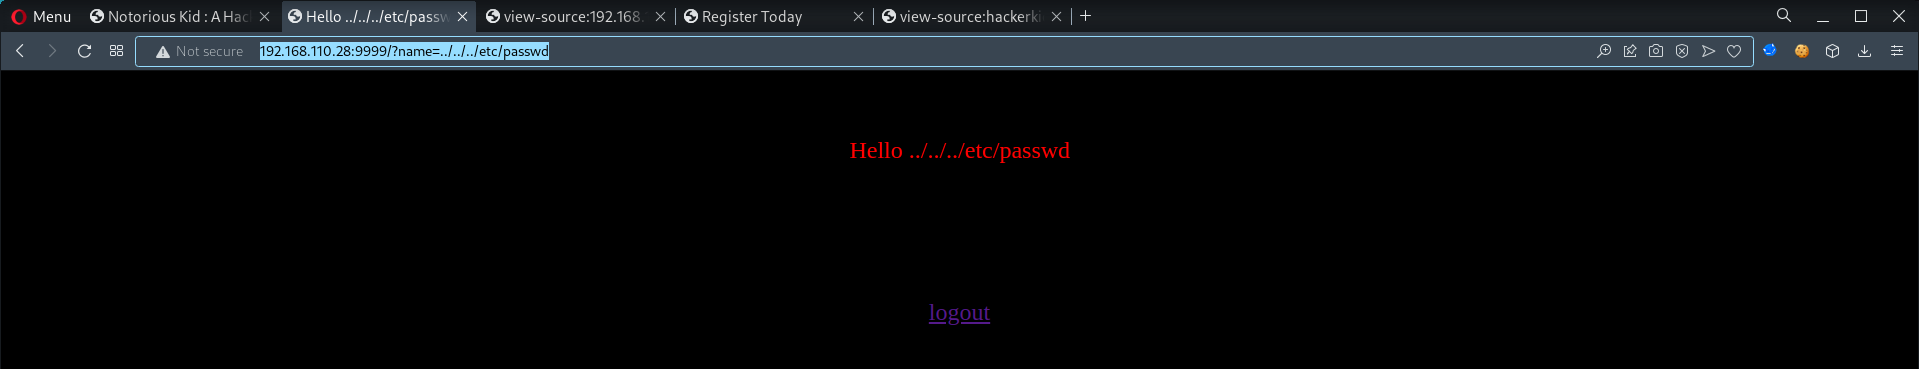 Menu
Notorious Kid : A Hac
Hello ../../../etc/passw
view-source:192.168.
Register Today
view-source:hackerki
Not secure 192.168.110.28:9999/?name=../../../etc/passwd
Hello ../../../etc/passwd
logout